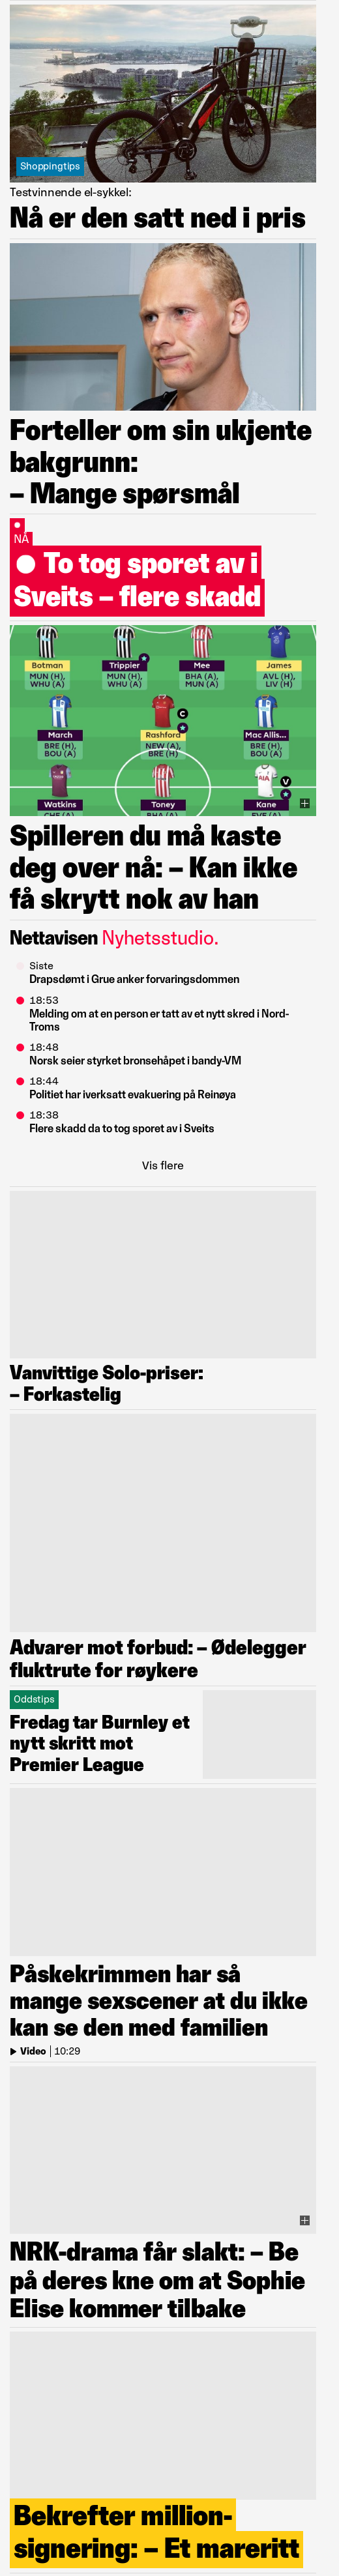 Shoppingtips
Testvinnende el-sykkel:
Nå er den satt ned i pris
Forteller om sin ukjente
bakgrunn:
– Mange spørsmål
NÅ
To tog sporet av i
Sveits – flere skadd
Botman Trippier Mee James
MUN (H), MUN (H), BHA (A), AVL (H),
WHU (A) WHU (A) MUN (A) LIV (H)
C
March Rashford Mac Allis...
BRE (H), NEW (A), BRE (H),
BOU (A) BRE (H) BOU (A)
V
Watkins Toney Kane
Spilleren du må kaste
deg over nå: – Kan ikke
få skrytt nok av han
Nettavisen Nyhetsstudio.
Siste
Drapsdømt i Grue anker forvaringsdommen
18:53
Melding om at en person er tatt av et nytt skred i Nord-
Troms
18:48
Norsk seier styrket bronsehåpet i bandy-VM
18:44
Politiet har iverksatt evakuering på Reinøya
18:38
Flere skadd da to tog sporet av i Sveits
Vis flere
Vanvittige Solo-priser:
– Forkastelig
Advarer mot forbud: – Ødelegger
fluktrute for røykere
Oddstips
Fredag tar Burnley et
nytt skritt mot
Premier League
Påskekrimmen har så
mange sexscener at du ikke
kan se den med familien
Video | 10:29
NRK-drama får slakt: – Be
på deres kne om at Sophie
Elise kommer tilbake
Bekrefter million-
signering: – Et mareritt